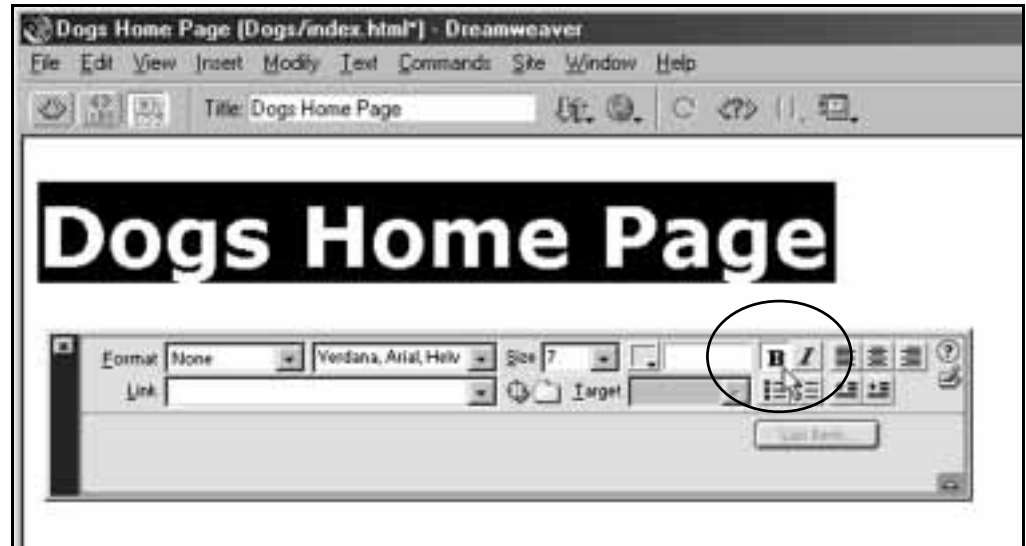 Dogs Home Page (Dogs/index.html*) - Dreamweaver
File Edit View Insert Modify Text Commands Site Window Help
Title: Dogs Home Page
Dogs Home Page
Format None Verdana, Arial, Helv Size 7 B I
Link Target
List Item...